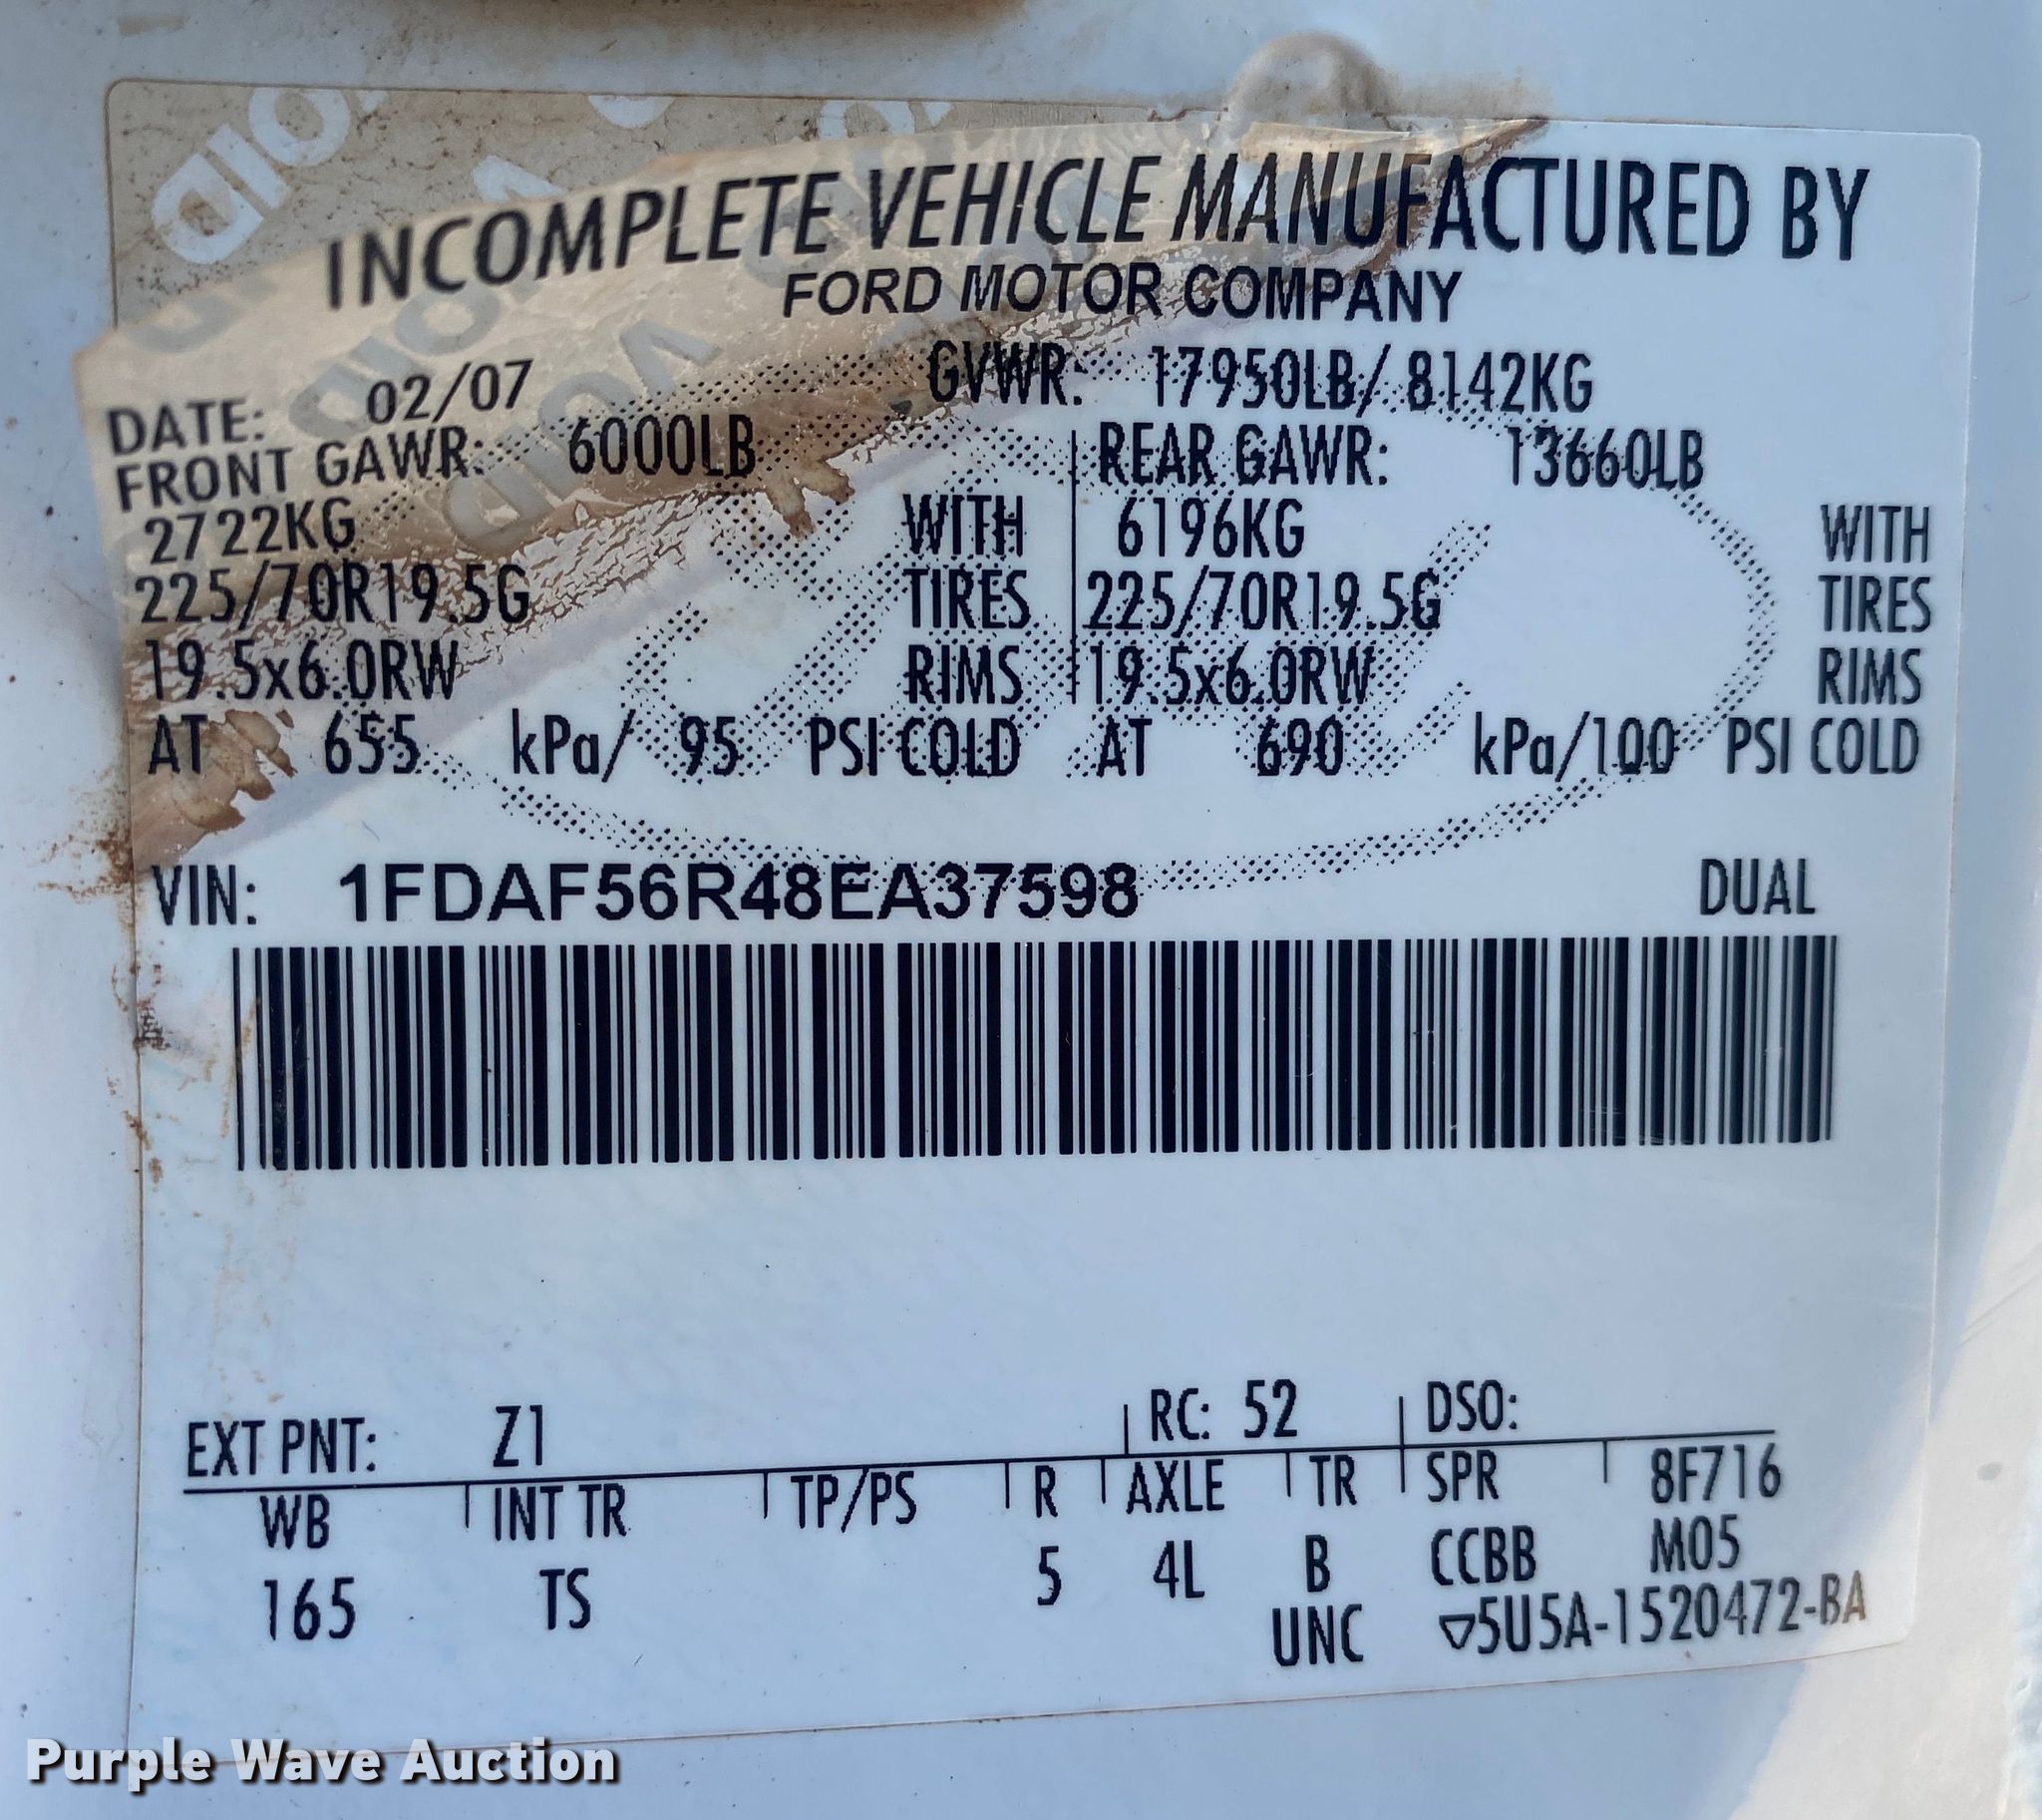 INCOMPLETE VEHICLE MANUFACTURED BY
FORD MOTOR COMPANY
DATE: 02/07 GVWR: 17950LB/ 8142KG
FRONT GAWR: 6000LB REAR GAWR: 13660LB
2722KG WITH 6196KG WITH
225/70R19.5G TIRES 225/70R19.5G TIRES
19.5x6.0RW RIMS 19.5x6.0RW RIMS
AT 655 kPa/ 95 PSI COLD AT 690 kPa/100 PSI COLD
VIN: 1FDAF56R48EA37598 DUAL
EXT PNT: Z1 RC: 52 DSO:
WB INT TR TP/PS R AXLE TR SPR 8F716
165 TS 5 4L B CCBB M05
UNC ▽5U5A-1520472-BA
Purple Wave Auction